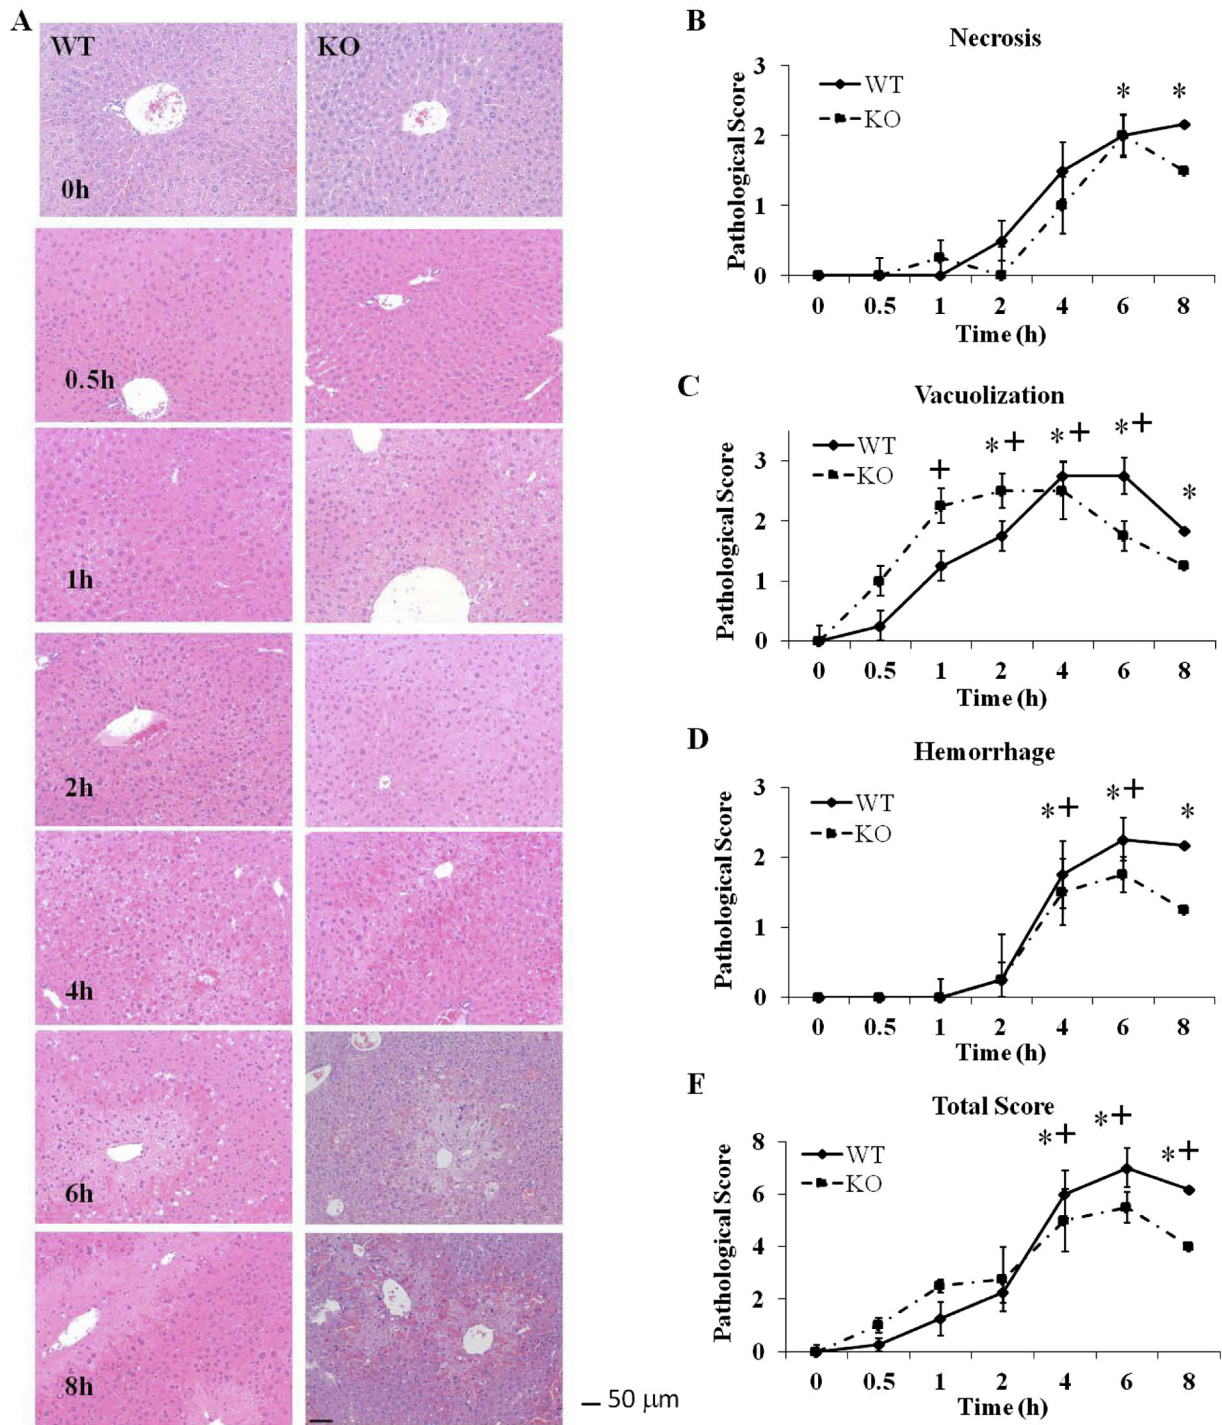 A
WT
KO
0h
0.5h
1h
2h
4h
6h
8h
50 μm
B
Necrosis
WT
KO
Pathological Score
3
2
1
0
0 0.5 1 2 4 6 8
Time (h)
* *
C
Vacuolization
WT
KO
Pathological Score
3
2
1
0
0 0.5 1 2 4 6 8
Time (h)
+ *+ *+ *+ *
D
Hemorrhage
WT
KO
Pathological Score
3
2
1
0
0 0.5 1 2 4 6 8
Time (h)
*+ *+ *
E
Total Score
WT
KO
Pathological Score
8
6
4
2
0
0 0.5 1 2 4 6 8
Time (h)
*+ *+ *+